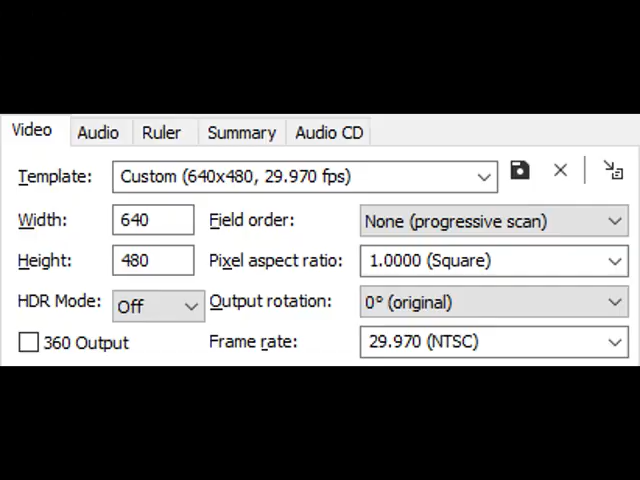 Video Audio Ruler Summary Audio CD
Template: Custom (640x480, 29.970 fps)
Width: 640 Field order: None (progressive scan)
Height: 480 Pixel aspect ratio: 1.0000 (Square)
HDR Mode: Off Output rotation: 0° (original)
360 Output Frame rate: 29.970 (NTSC)